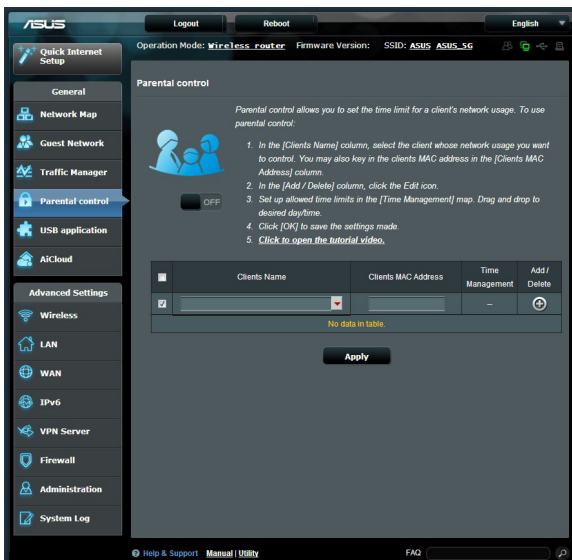 ASUS
Logout
Reboot
English
Quick Internet
Setup
Operation Mode: Wireless router Firmware Version: SSID: ASUS ASUS_5G
General
Network Map
Guest Network
Traffic Manager
Parental control
USB application
AiCloud
Advanced Settings
Wireless
LAN
WAN
IPv6
VPN Server
Firewall
Administration
System Log
Parental control
Parental control allows you to set the time limit for a client's network usage. To use
parental control:
1. In the [Clients Name] column, select the client whose network usage you want
to control. You may also key in the clients MAC address in the [Clients MAC
Address] column.
2. In the [Add / Delete] column, click the Edit icon.
3. Set up allowed time limits in the [Time Management] map. Drag and drop to
desired day/time.
4. Click [OK] to save the settings made.
5. Click to open the tutorial video.
OFF
Clients Name
Clients MAC Address
Time
Management
Add /
Delete
–
No data in table.
Apply
Help & Support Manual | Utility
FAQ